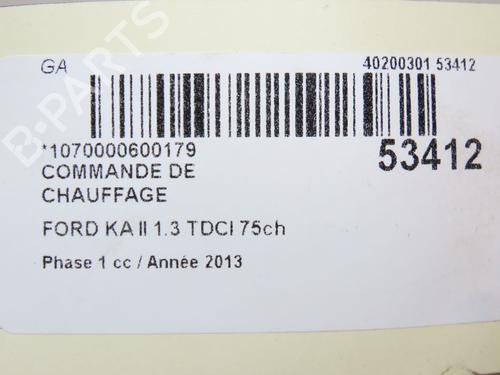 GA
40200301 53412
*1070000600179
53412
COMMANDE DE
CHAUFFAGE
FORD KA II 1.3 TDCI 75ch
Phase 1 cc / Année 2013
B-PARTS